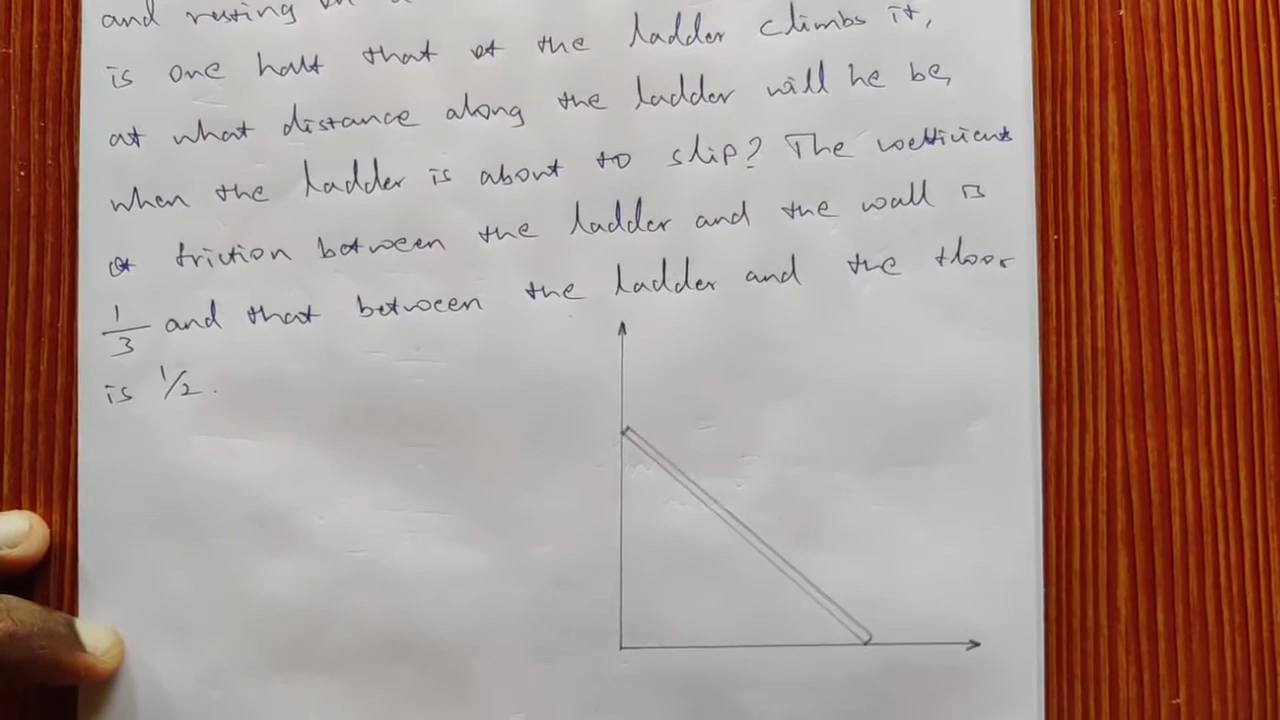 and resting
is one half that of the ladder climbs it,
at what distance along the ladder will he be,
when the ladder is about to slip? The coefficient
of friction between the ladder and the wall is
1/3 and that between the ladder and the floor
is 1/2.